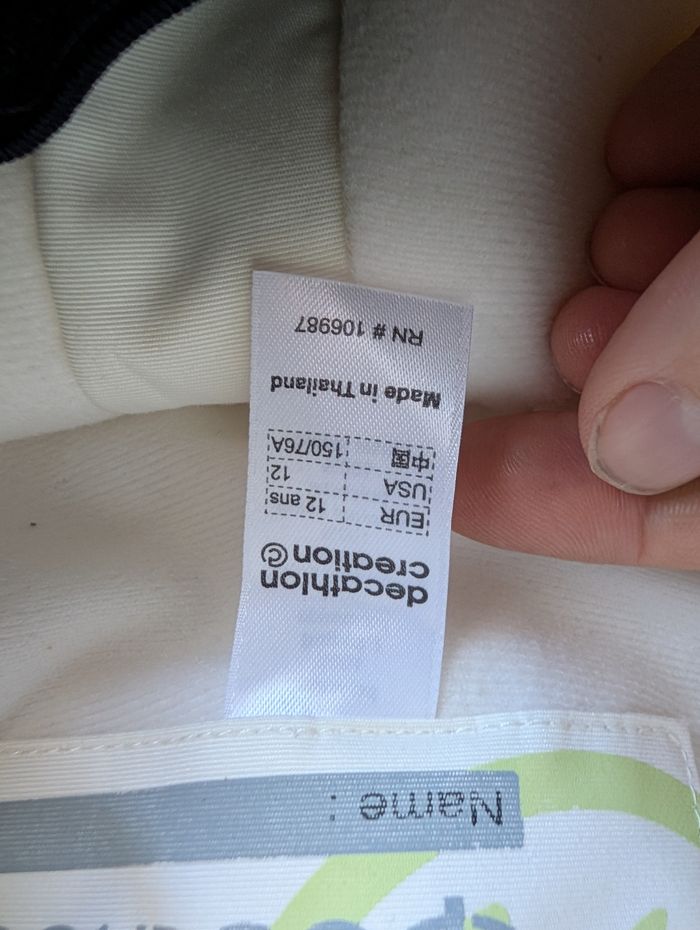 Name :
decathlon
creation ©
EUR 12 ans
USA 12
中国 150/76A
Made in Thailand
RN # 106987